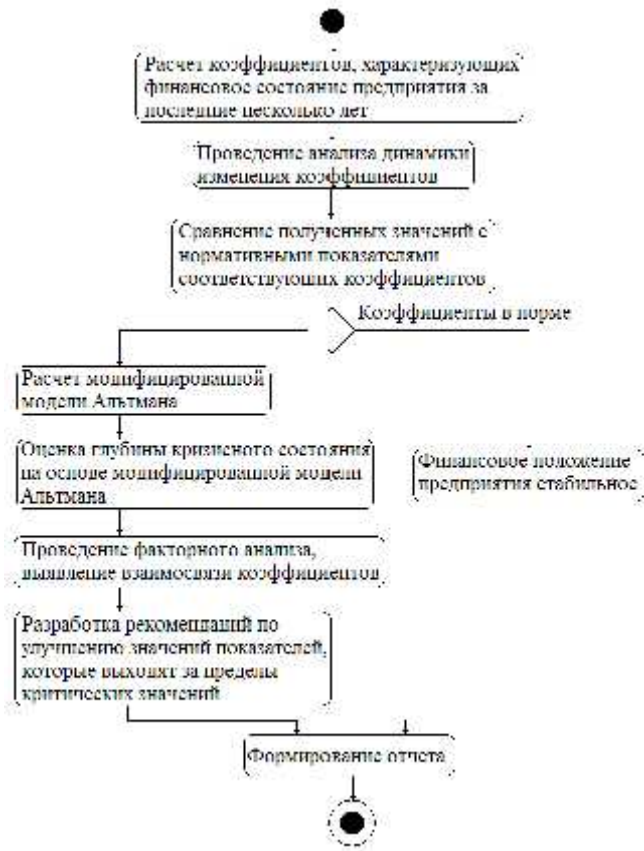 Расчет коэффициентов, характеризующих
финансовое состояние предприятия за
последние несколько лет
Проведение анализа динамики
изменения коэффициентов
Сравнение полученных значений с
нормативными показателями
соответствующих коэффициентов
Коэффициенты в норме
Расчет модифицированной
модели Альтмана
Оценка глубины кризисного состояния
на основе модифицированной модели
Альтмана
Финансовое положение
предприятия стабильное
Проведение факторного анализа,
выявление взаимосвязи коэффициентов
Разработка рекомендаций по
улучшению значений показателей,
которые выходят за пределы
критических значений
Формирование отчета